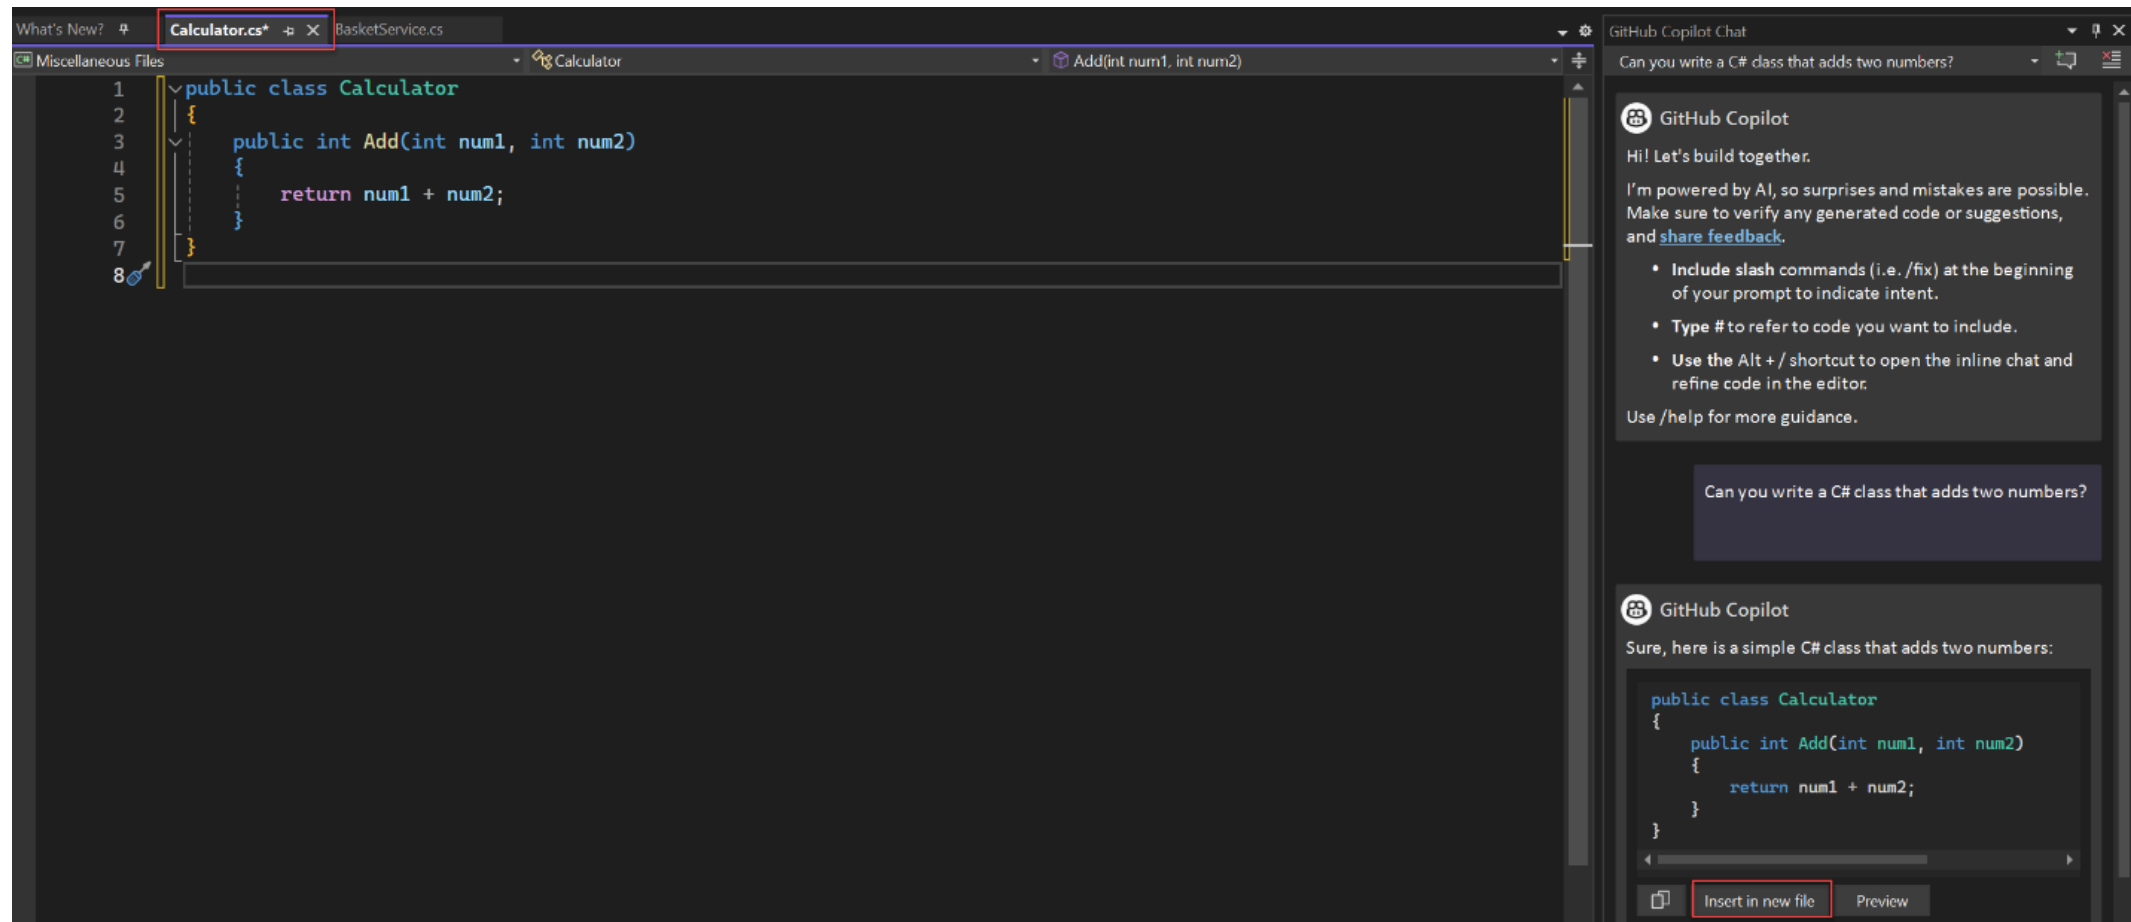 What's New?
Calculator.cs*
BasketService.cs
C# Miscellaneous Files
Calculator
Add(int num1, int num2)
1 public class Calculator
2 {
3     public int Add(int num1, int num2)
4     {
5         return num1 + num2;
6     }
7 }
8
GitHub Copilot Chat
Can you write a C# class that adds two numbers?
GitHub Copilot
Hi! Let's build together.
I'm powered by AI, so surprises and mistakes are possible.
Make sure to verify any generated code or suggestions,
and share feedback.
• Include slash commands (i.e. /fix) at the beginning
of your prompt to indicate intent.
• Type # to refer to code you want to include.
• Use the Alt + / shortcut to open the inline chat and
refine code in the editor.
Use /help for more guidance.
Can you write a C# class that adds two numbers?
GitHub Copilot
Sure, here is a simple C# class that adds two numbers:
public class Calculator
{
    public int Add(int num1, int num2)
    {
        return num1 + num2;
    }
}
Insert in new file
Preview